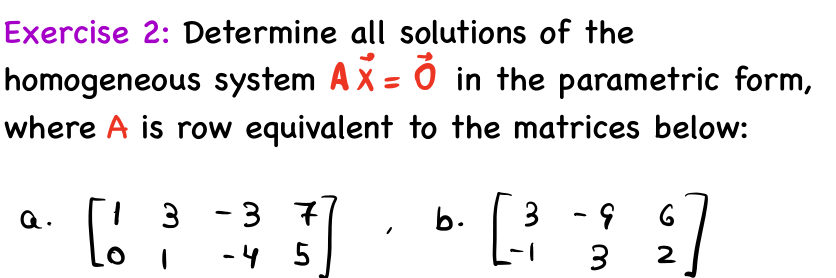 Exercise 2: Determine all solutions of the
homogeneous system A x⃗ = 0⃗ in the parametric form,
where A is row equivalent to the matrices below:
a. [1 3 -3 7 , b. [3 -9 6
0 1 -4 5] -1 3 2]